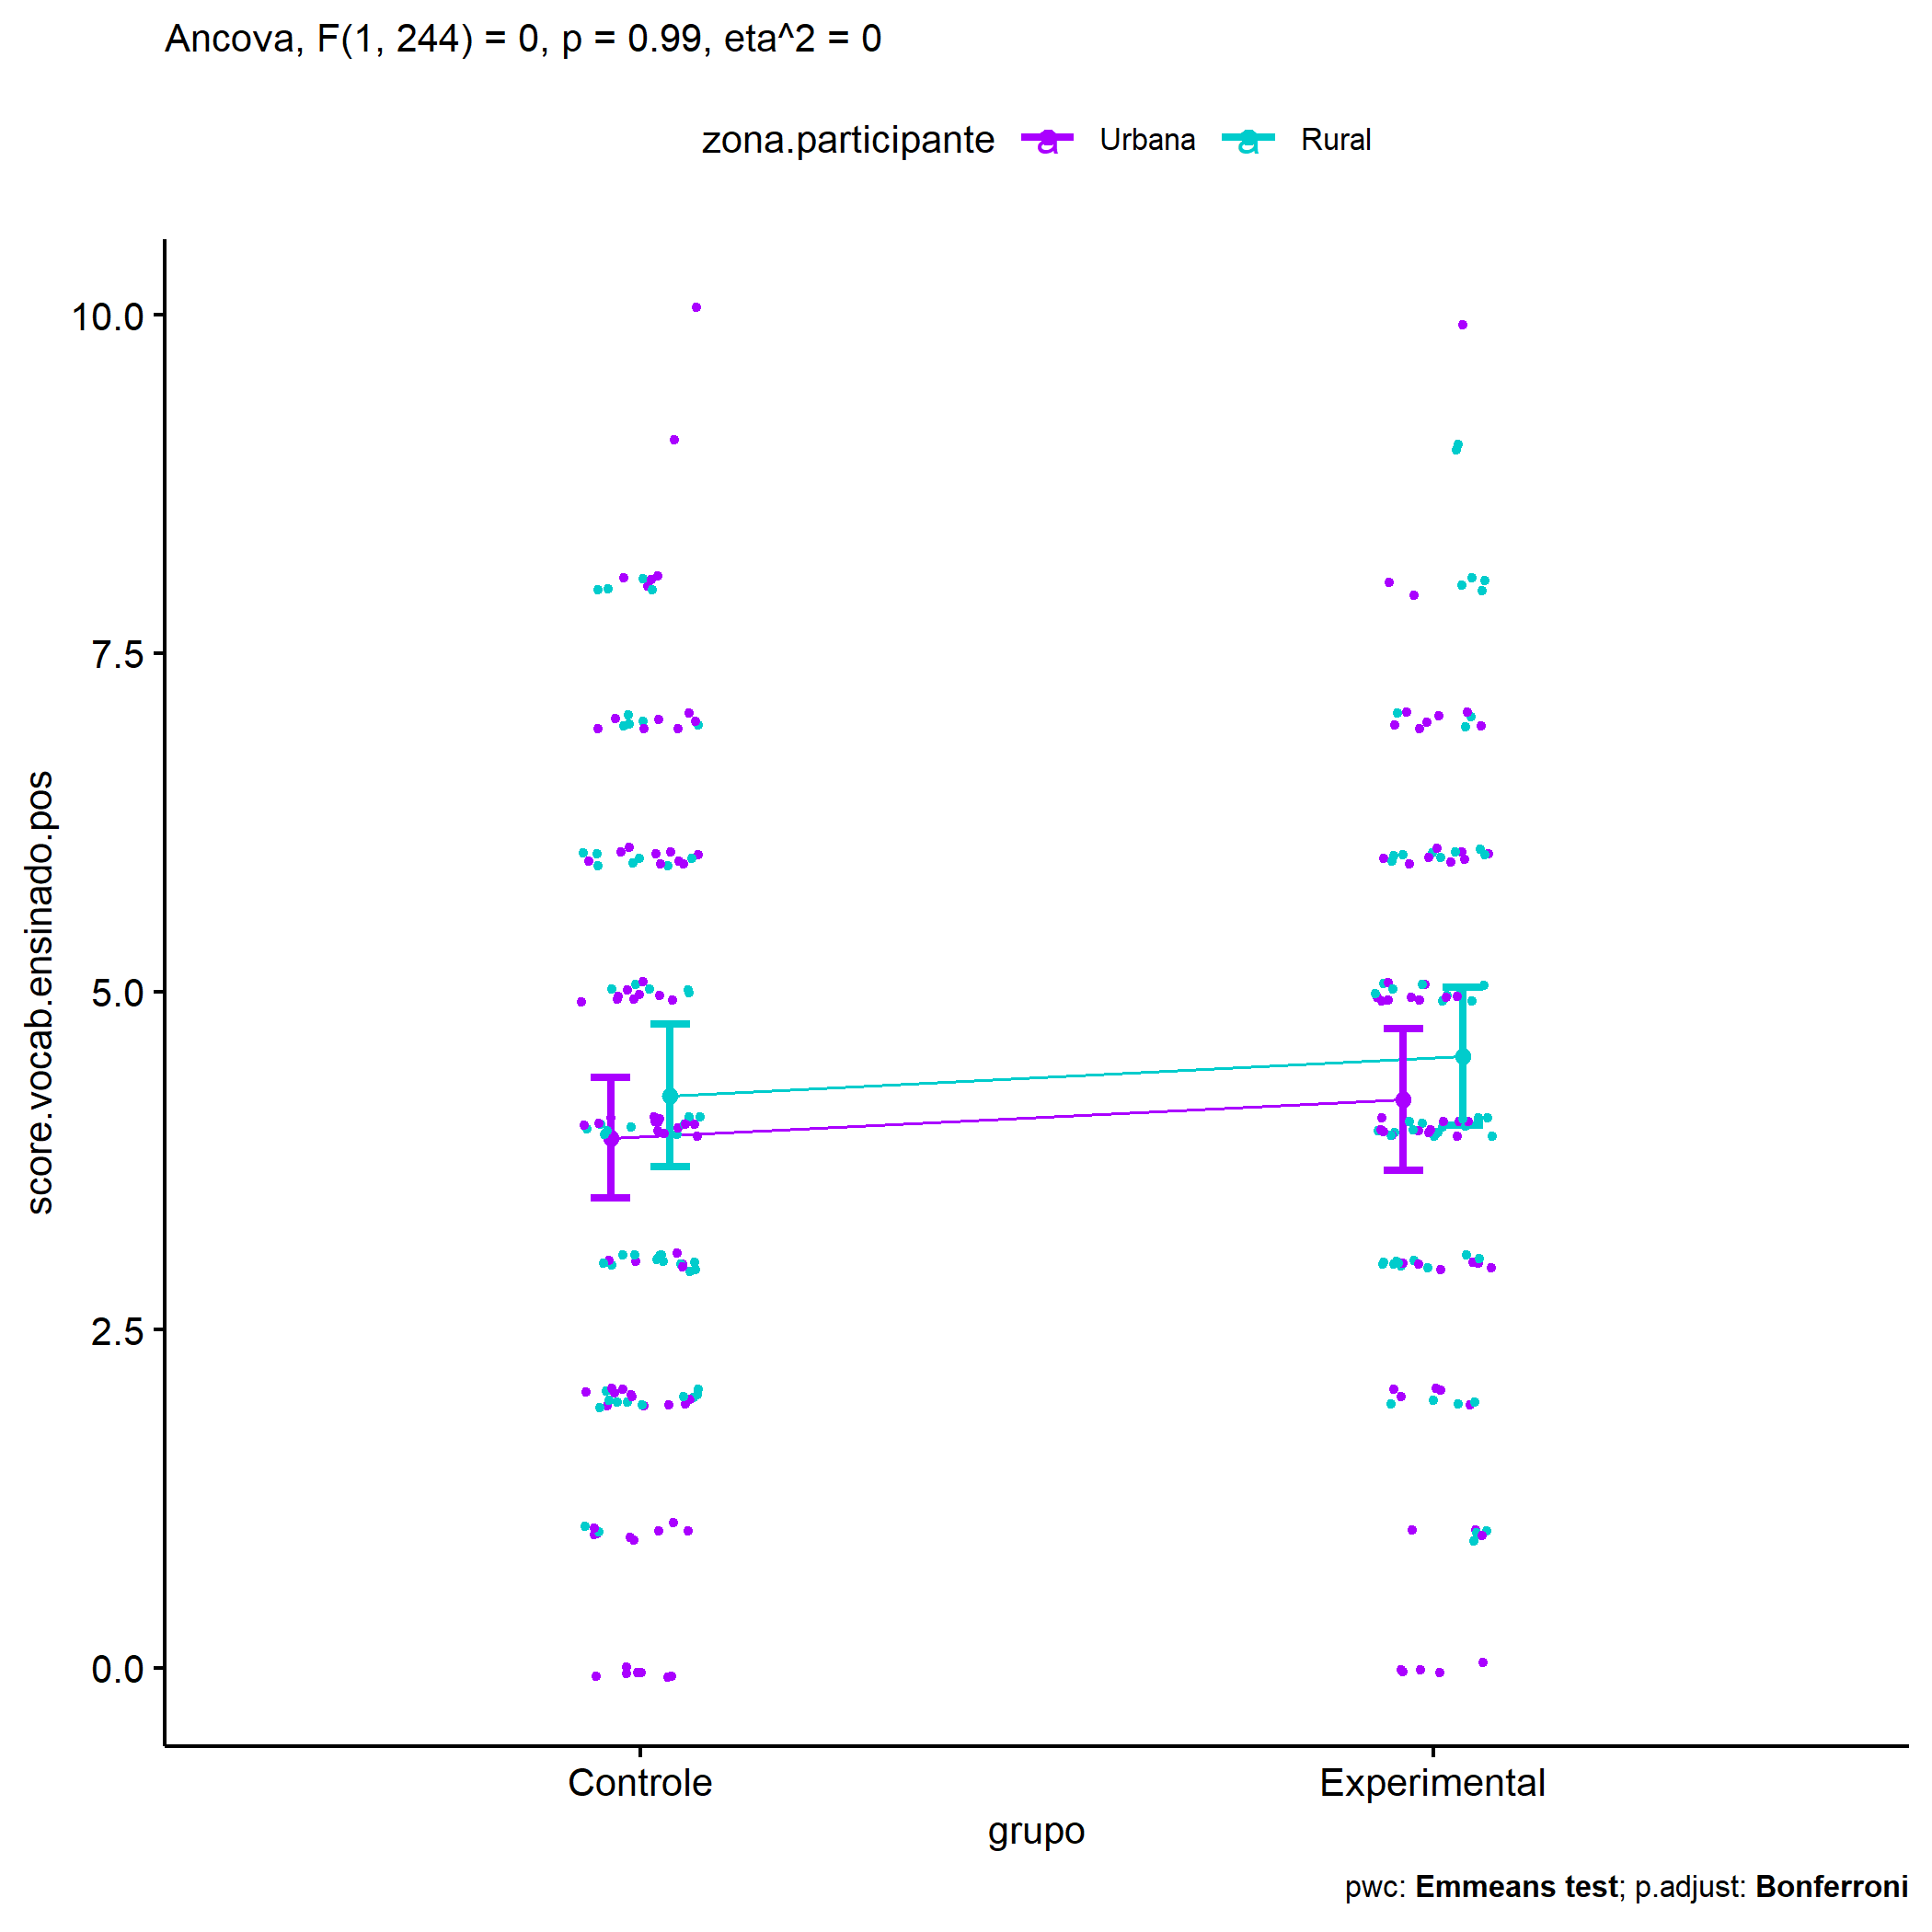 Ancova, F(1, 244) = 0, p = 0.99, eta^2 = 0
zona.participante a Urbana a Rural
10.0
7.5
5.0
2.5
0.0
score.vocab.ensinado.pos
Controle Experimental
grupo
pwc: Emmeans test; p.adjust: Bonferroni